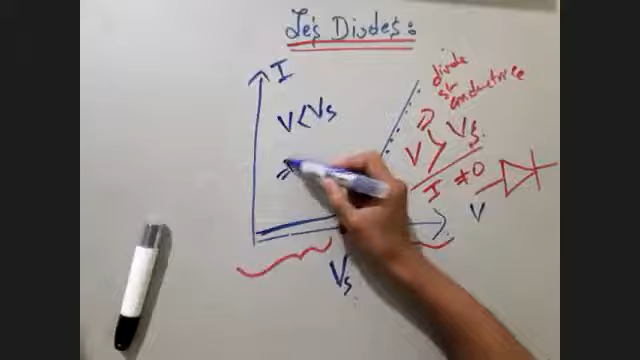 Les Diodes :
I
V < Vs
⇒
diode
est
conductrice
⇒
V > Vs
I ≠ 0
V
Vs